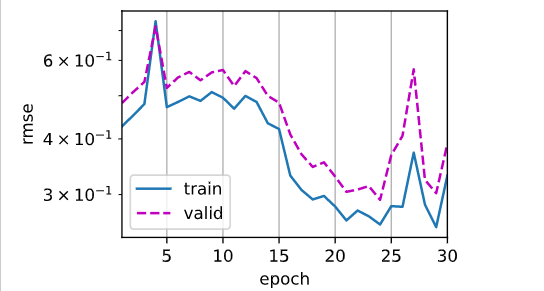 rmse
6 × 10⁻¹
4 × 10⁻¹
3 × 10⁻¹
train
valid
5 10 15 20 25 30
epoch